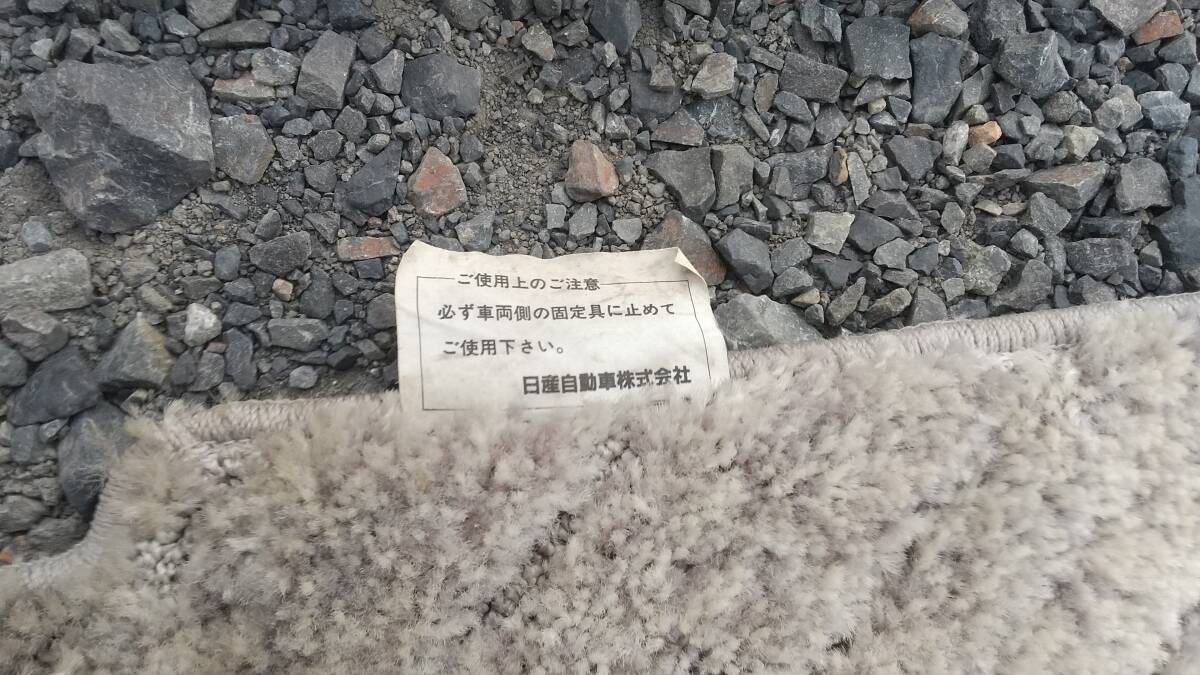 ご使用上のご注意
必ず車両側の固定具に止めて
ご使用下さい。
日産自動車株式会社